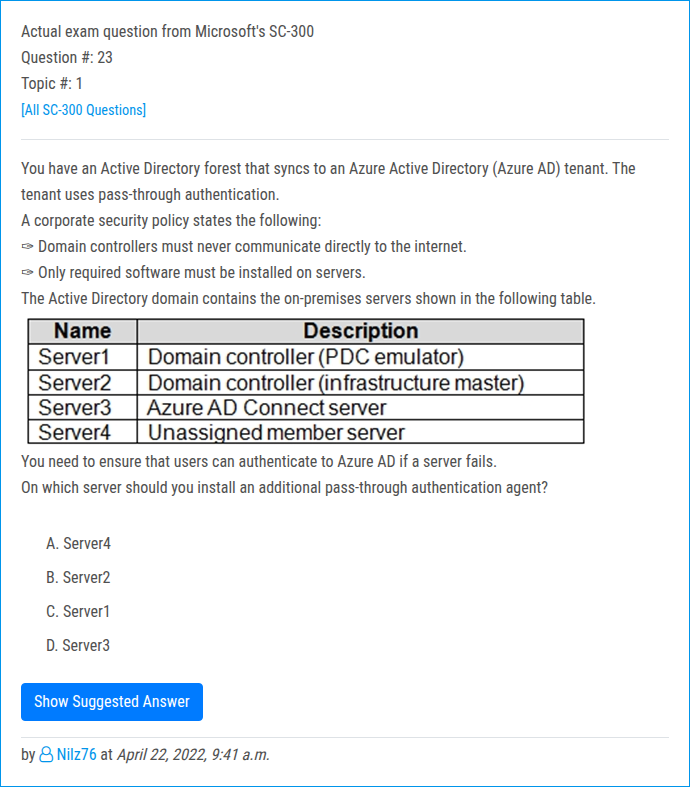 Actual exam question from Microsoft's SC-300
Question #: 23
Topic #: 1
[All SC-300 Questions]
You have an Active Directory forest that syncs to an Azure Active Directory (Azure AD) tenant. The
tenant uses pass-through authentication.
A corporate security policy states the following:
✑ Domain controllers must never communicate directly to the internet.
✑ Only required software must be installed on servers.
The Active Directory domain contains the on-premises servers shown in the following table.
Name Description
Server1 Domain controller (PDC emulator)
Server2 Domain controller (infrastructure master)
Server3 Azure AD Connect server
Server4 Unassigned member server
You need to ensure that users can authenticate to Azure AD if a server fails.
On which server should you install an additional pass-through authentication agent?
A. Server4
B. Server2
C. Server1
D. Server3
Show Suggested Answer
by Nilz76 at April 22, 2022, 9:41 a.m.